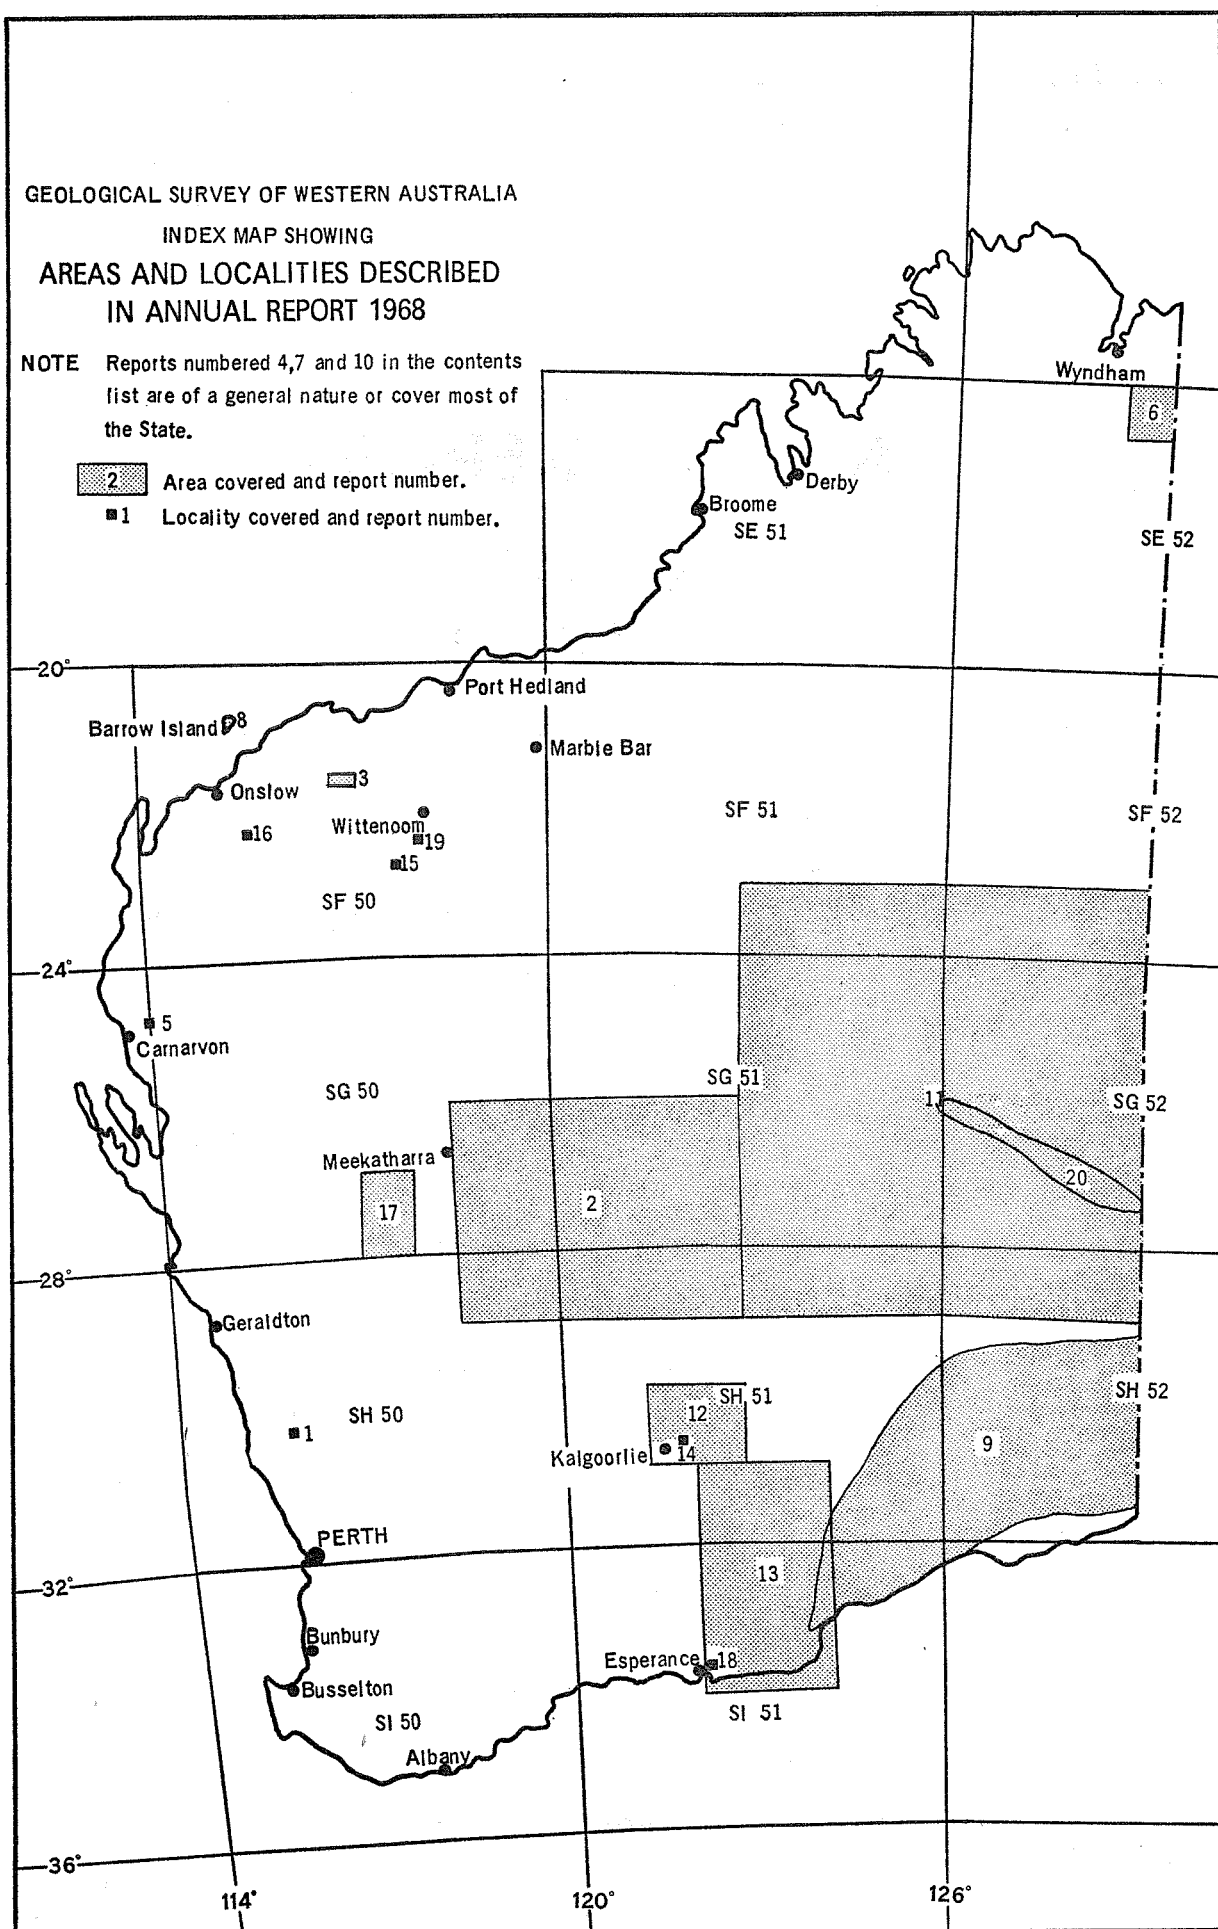 GEOLOGICAL SURVEY OF WESTERN AUSTRALIA
INDEX MAP SHOWING
AREAS AND LOCALITIES DESCRIBED
IN ANNUAL REPORT 1968
NOTE Reports numbered 4,7 and 10 in the contents
list are of a general nature or cover most of
the State.
2 Area covered and report number.
1 Locality covered and report number.
Wyndham
6
Derby
Broome
SE 51
SE 52
20°
Port Hedland
Barrow Island 8
Marble Bar
3
Onslow
SF 51
SF 52
Wittenoom
16
19
15
SF 50
24°
5
Carnarvon
SG 50
SG 51
11
SG 52
Meekatharra
20
17
2
28°
Geraldton
SH 50
SH 51
SH 52
12
1
9
Kalgoorlie
14
PERTH
13
32°
Bunbury
Esperance
18
Busselton
SI 50
SI 51
Albany
36°
114°
120°
126°